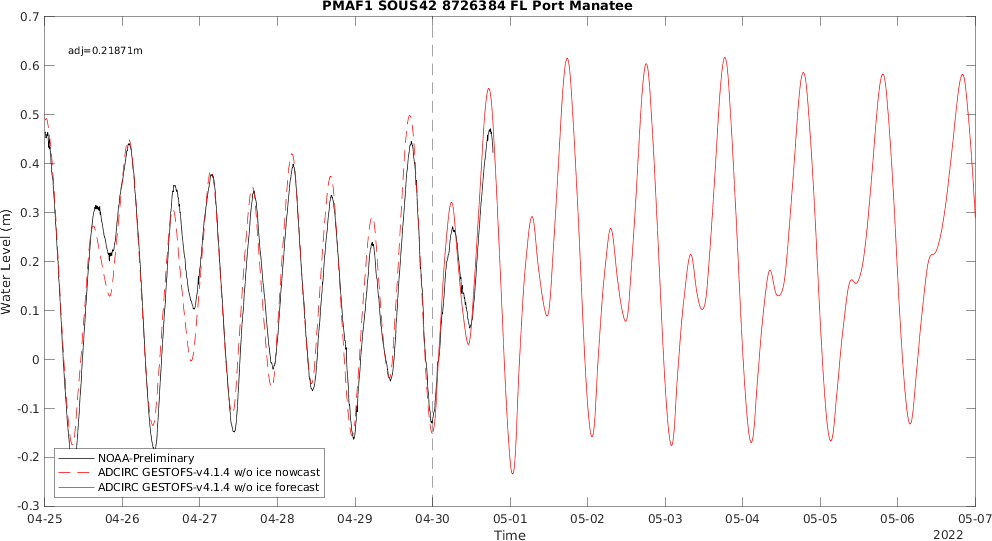 PMAF1 SOUS42 8726384 FL Port Manatee
adj=0.21871m
Water Level (m)
0.7
0.6
0.5
0.4
0.3
0.2
0.1
0
-0.1
-0.2
-0.3
NOAA-Preliminary
ADCIRC GESTOFS-v4.1.4 w/o ice nowcast
ADCIRC GESTOFS-v4.1.4 w/o ice forecast
04-25 04-26 04-27 04-28 04-29 04-30 05-01 05-02 05-03 05-04 05-05 05-06 05-07
Time
2022